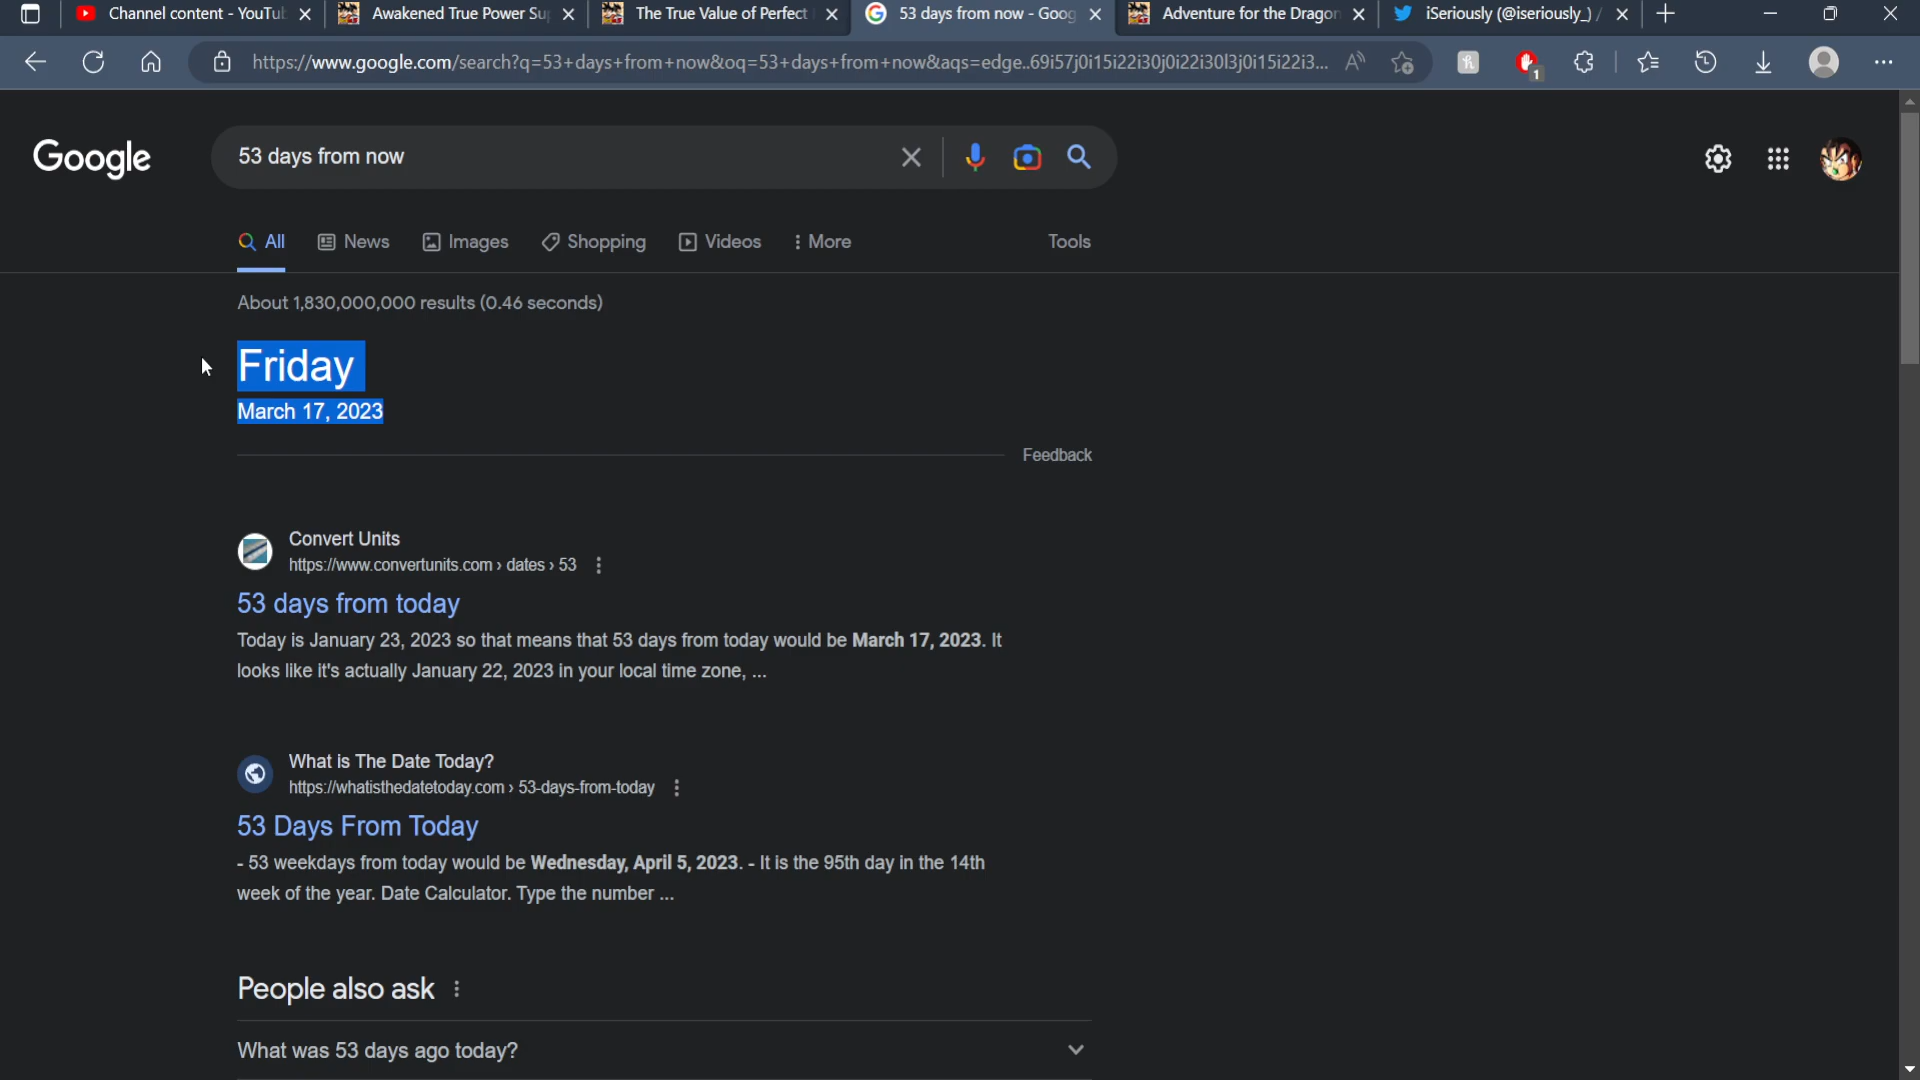 Channel content - YouTu
Awakened True Power Su
The True Value of Perfect
53 days from now - Goog
Adventure for the Dragon
iSeriously (@iseriously_) /
https://www.google.com/search?q=53+days+from+now&oq=53+days+from+now&aqs=edge..69i57j0i15i22i30j0i22i30l3j0i15i22i3...
1
Google
53 days from now
All
News
Images
Shopping
Videos
More
Tools
About 1,830,000,000 results (0.46 seconds)
Friday
March 17, 2023
Feedback
Convert Units
https://www.convertunits.com › dates › 53
53 days from today
Today is January 23, 2023 so that means that 53 days from today would be March 17, 2023. It
looks like it's actually January 22, 2023 in your local time zone, ...
What is The Date Today?
https://whatisthedatetoday.com › 53-days-from-today
53 Days From Today
- 53 weekdays from today would be Wednesday, April 5, 2023. - It is the 95th day in the 14th
week of the year. Date Calculator. Type the number ...
People also ask
What was 53 days ago today?